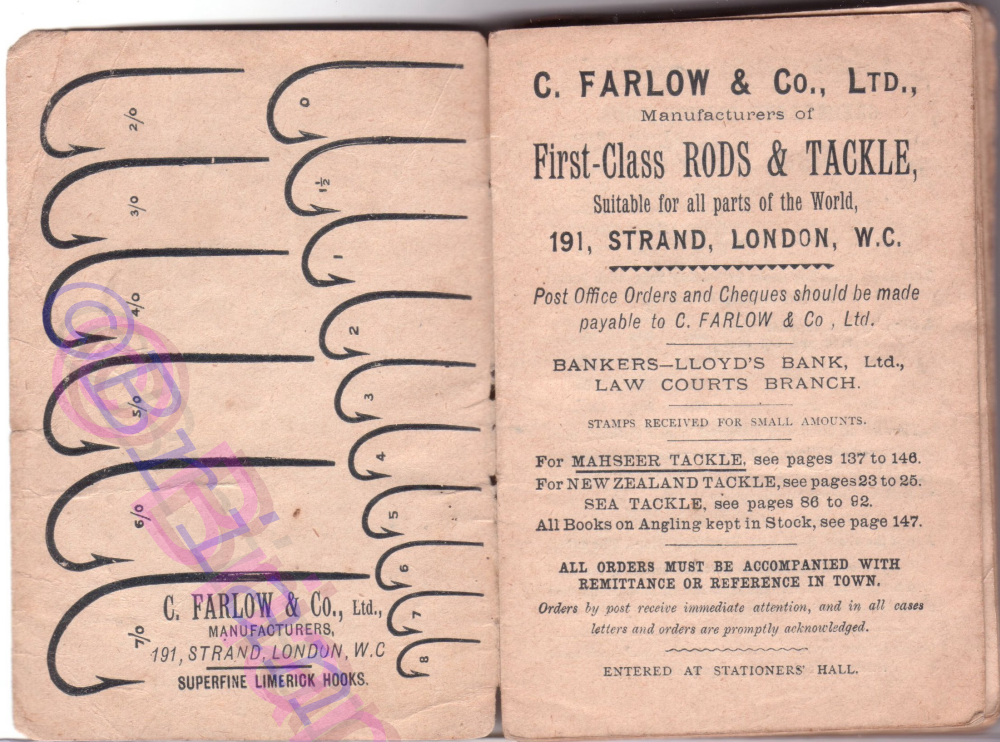 2/0
3/0
4/0
5/0
6/0
7/0
0
1½
1
2
3
4
5
6
7
8
C. FARLOW & Co., Ltd.,
MANUFACTURERS,
191, STRAND, LONDON, W.C
SUPERFINE LIMERICK HOOKS.
C. FARLOW & Co., LTD.,
Manufacturers of
First-Class RODS & TACKLE,
Suitable for all parts of the World,
191, STRAND, LONDON, W.C.
Post Office Orders and Cheques should be made
payable to C. FARLOW & Co , Ltd.
BANKERS—LLOYD'S BANK, Ltd.,
LAW COURTS BRANCH.
STAMPS RECEIVED FOR SMALL AMOUNTS.
For MAHSEER TACKLE, see pages 137 to 146.
For NEW ZEALAND TACKLE, see pages 23 to 25.
SEA TACKLE, see pages 86 to 92.
All Books on Angling kept in Stock, see page 147.
ALL ORDERS MUST BE ACCOMPANIED WITH
REMITTANCE OR REFERENCE IN TOWN.
Orders by post receive immediate attention, and in all cases
letters and orders are promptly acknowledged.
ENTERED AT STATIONERS' HALL.